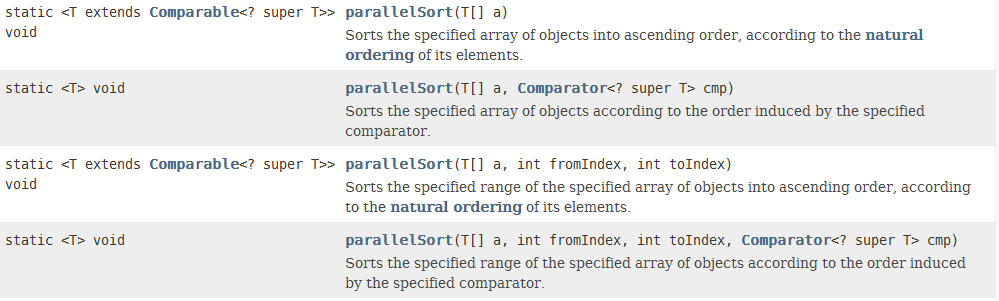 static <T extends Comparable<? super T>> parallelSort(T[] a)
void
Sorts the specified array of objects into ascending order, according to the natural
ordering of its elements.
static <T> void parallelSort(T[] a, Comparator<? super T> cmp)
Sorts the specified array of objects according to the order induced by the specified
comparator.
static <T extends Comparable<? super T>> parallelSort(T[] a, int fromIndex, int toIndex)
void
Sorts the specified range of the specified array of objects into ascending order, according
to the natural ordering of its elements.
static <T> void parallelSort(T[] a, int fromIndex, int toIndex, Comparator<? super T> cmp)
Sorts the specified range of the specified array of objects according to the order induced
by the specified comparator.